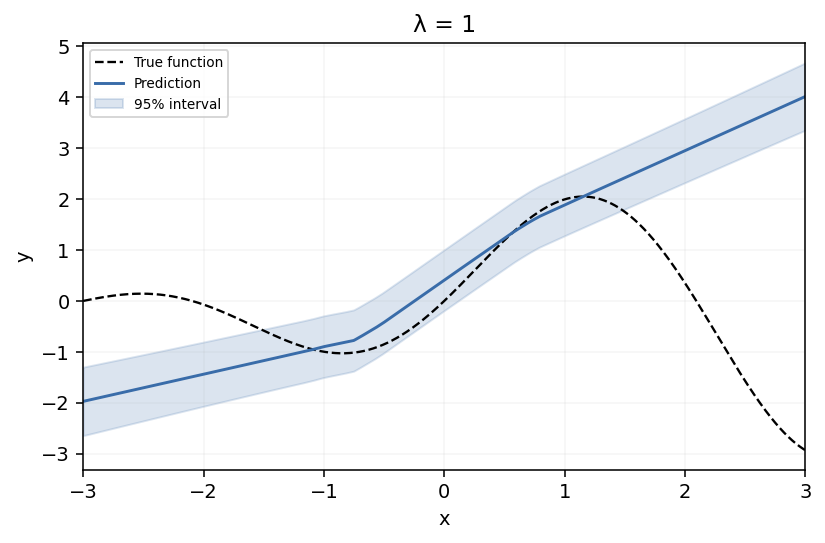 λ = 1
True function
Prediction
95% interval
5
4
3
2
1
0
−1
−2
−3
y
−3 −2 −1 0 1 2 3
x